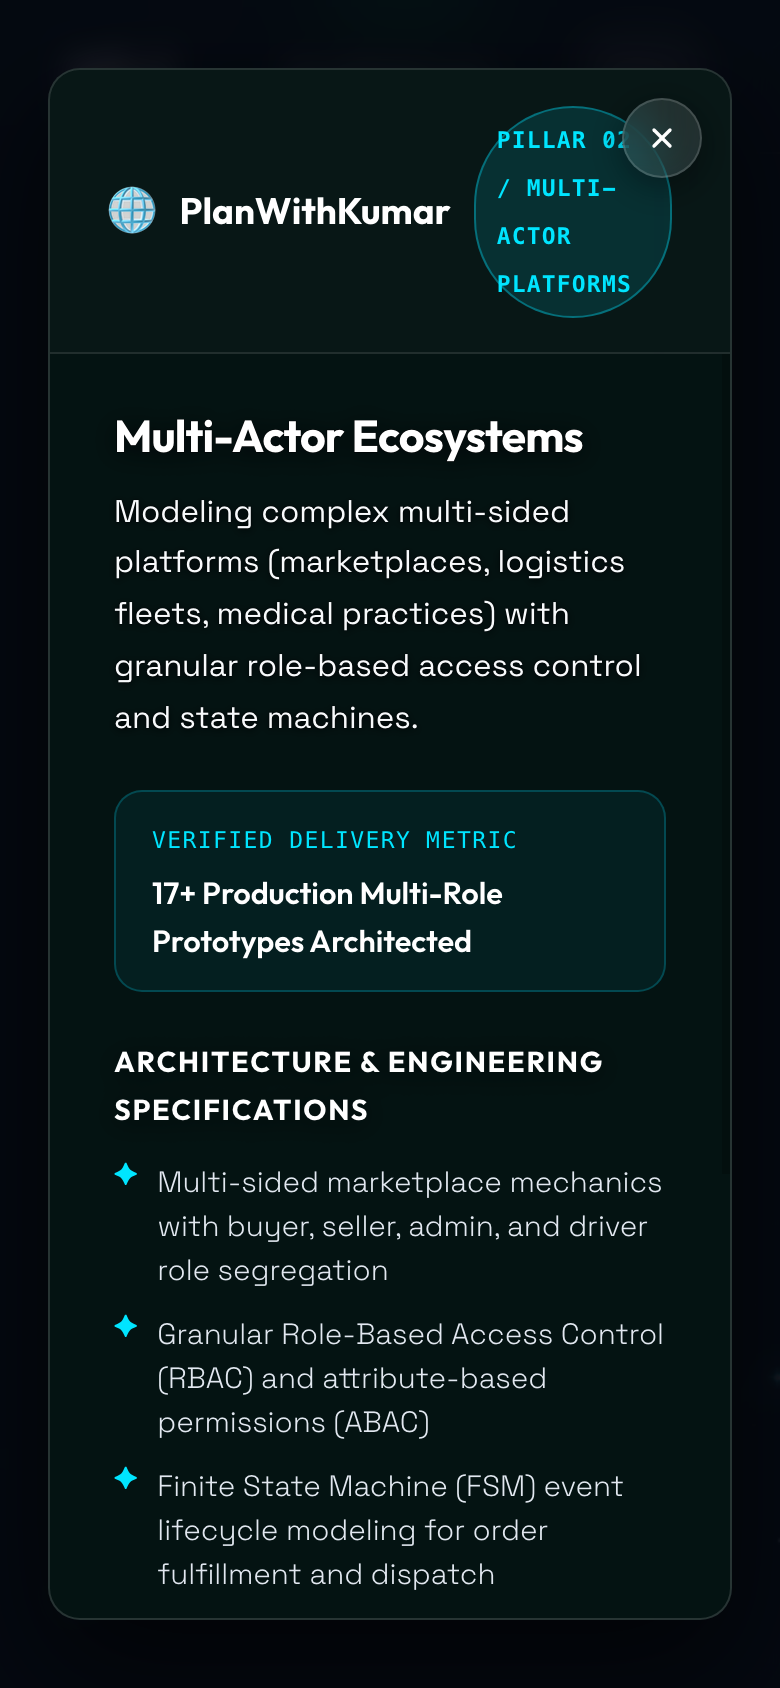 PlanWithKumar
PILLAR 02
/ MULTI-
ACTOR
PLATFORMS
Multi-Actor Ecosystems
Modeling complex multi-sided
platforms (marketplaces, logistics
fleets, medical practices) with
granular role-based access control
and state machines.
VERIFIED DELIVERY METRIC
17+ Production Multi-Role
Prototypes Architected
ARCHITECTURE & ENGINEERING
SPECIFICATIONS
Multi-sided marketplace mechanics
with buyer, seller, admin, and driver
role segregation
Granular Role-Based Access Control
(RBAC) and attribute-based
permissions (ABAC)
Finite State Machine (FSM) event
lifecycle modeling for order
fulfillment and dispatch